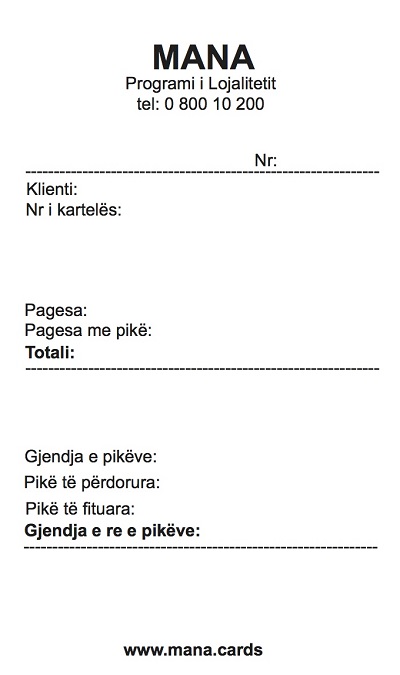 MANA
Programi i Lojalitetit
tel: 0 800 10 200
Nr:
Klienti:
Nr i kartelës:
Pagesa:
Pagesa me pikë:
Totali:
Gjendja e pikëve:
Pikë të përdorura:
Pikë të fituara:
Gjendja e re e pikëve:
www.mana.cards